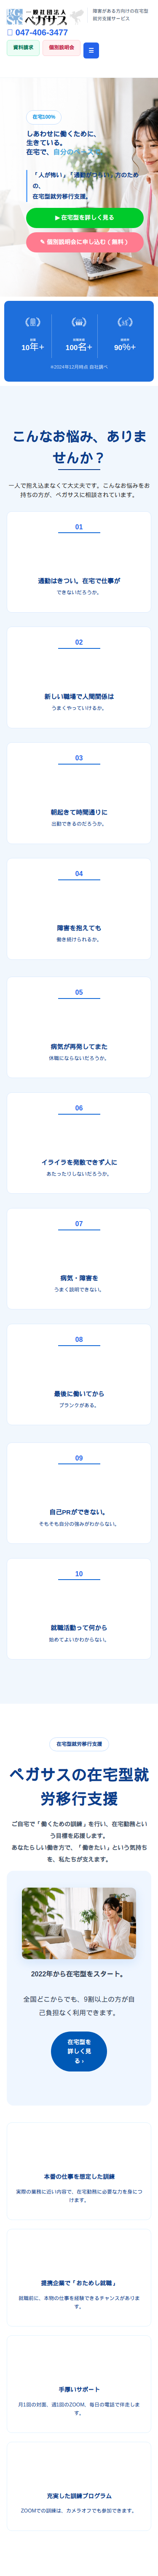 一般社団法人
ペガサス
障害がある方向けの在宅型
就労支援サービス
047-406-3477
資料請求
個別説明会
在宅100%
しあわせに働くために、
生きている。
在宅で、自分の
「人が怖い」「通勤がつらい」方のため
の、
在宅型就労移行支援。
▶ 在宅型を詳しく見る
個別説明会に申し込む（無料）
10年+
100名+
90%+
※2024年12月時点 自社調べ
こんなお悩み、ありま
せんか？
一人で抱え込まなくて大丈夫です。こんなお悩みをお
持ちの方が、ペガサスに相談されています。
01
通勤はきつい。在宅で仕事が
できないだろうか。
02
新しい職場で人間関係は
うまくやっていけるか。
03
朝起きて時間通りに
出勤できるのだろうか。
04
障害を抱えても
働き続けられるか。
05
病気が再発してまた
休職にならないだろうか。
06
イライラを発散できず人に
あたったりしないだろうか。
07
病気・障害を
うまく説明できない。
08
最後に働いてから
ブランクがある。
09
自己PRができない。
そもそも自分の強みがわからない。
10
就職活動って何から
始めてよいかわからない。
在宅型就労移行支援
ペガサスの在宅型就
労移行支援
ご自宅で「働くための訓練」を行い、在宅勤務とい
う目標を応援します。
あなたらしい働き方で、「働きたい」という気持ち
を、私たちが支えます。
2022年から在宅型をスタート。
全国どこからでも、9割以上の方が自
己負担なく利用できます。
在宅型を
詳しく見
る ›
本番の仕事を想定した訓練
実際の業務に近い内容で、在宅勤務に必要な力を身につ
けます。
提携企業で「おためし就職」
就職前に、本物の仕事を経験できるチャンスがありま
す。
手厚いサポート
月1回の対面、週1回のZOOM、毎日の電話で伴走しま
す。
充実した訓練プログラム
ZOOMでの訓練は、カメラオフでも参加できます。